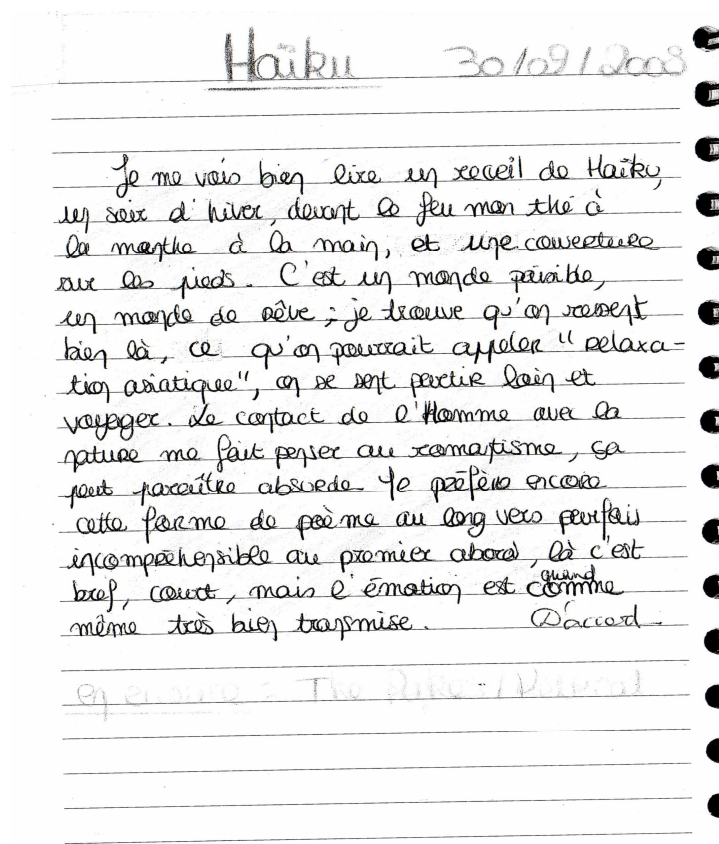 Haïku 30/09/2008
Je me vois bien lire un receil de Haïku,
un soir d'hiver, devant le feu mon thé à
la menthe à la main, et une couverture
sur les pieds. C'est un monde paisible,
un monde de rêve ; je trouve qu'on ressent
bien là, ce qu'on pourrait appeler "relaxa-
tion asiatique", on se sent partir loin et
voyager. Le contact de l'Homme avec la
nature me fait penser au romantisme, ça
peut paraître absurde. Je préfère encore
cette forme de poème au long vers parfois
incompréhensible au premier abord, là c'est
bref, court, mais l'émotion est quand comme
même très bien transmise. D'accord.
The